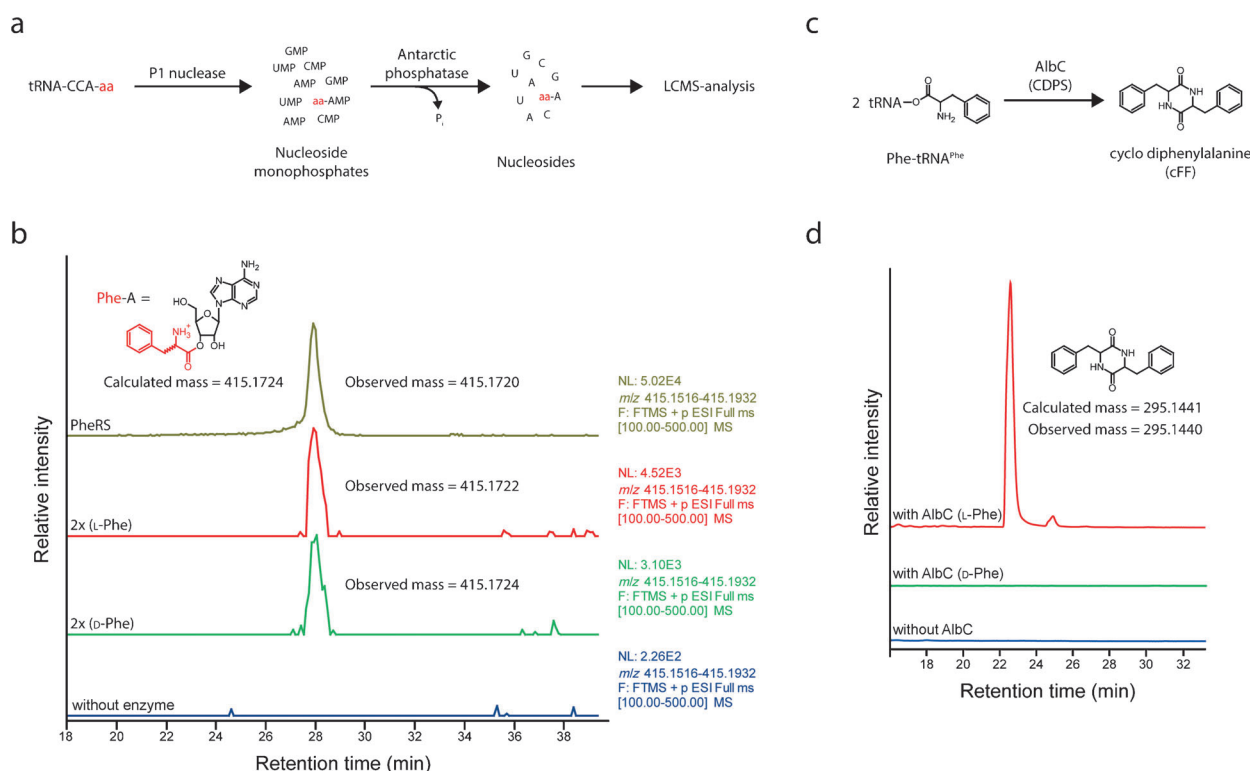 a
tRNA-CCA-aa
P1 nuclease
GMP
UMP CMP
AMP GMP
UMP aa-AMP
AMP CMP
Nucleoside
monophosphates
Antarctic
phosphatase
Pi
G
U C
A G
U aa-A
A C
Nucleosides
LCMS-analysis
b
Relative intensity
Phe-A =
NH2
N
N
N
N
HO
O
NH3+
O
O
OH
Calculated mass = 415.1724
Observed mass = 415.1720
PheRS
NL: 5.02E4
m/z 415.1516-415.1932
F: FTMS + p ESI Full ms
[100.00-500.00] MS
Observed mass = 415.1722
2x (L-Phe)
NL: 4.52E3
m/z 415.1516-415.1932
F: FTMS + p ESI Full ms
[100.00-500.00] MS
Observed mass = 415.1724
2x (D-Phe)
NL: 3.10E3
m/z 415.1516-415.1932
F: FTMS + p ESI Full ms
[100.00-500.00] MS
without enzyme
NL: 2.26E2
m/z 415.1516-415.1932
F: FTMS + p ESI Full ms
[100.00-500.00] MS
18 20 22 24 26 28 30 32 34 36 38
Retention time (min)
c
2 tRNA
O
O
NH2
Phe-tRNAPhe
AlbC
(CDPS)
O
NH
HN
O
cyclo diphenylalanine
(cFF)
d
Relative intensity
O
NH
HN
O
Calculated mass = 295.1441
Observed mass = 295.1440
with AlbC (L-Phe)
with AlbC (D-Phe)
without AlbC
16 18 20 22 24 26 28 30 32
Retention time (min)